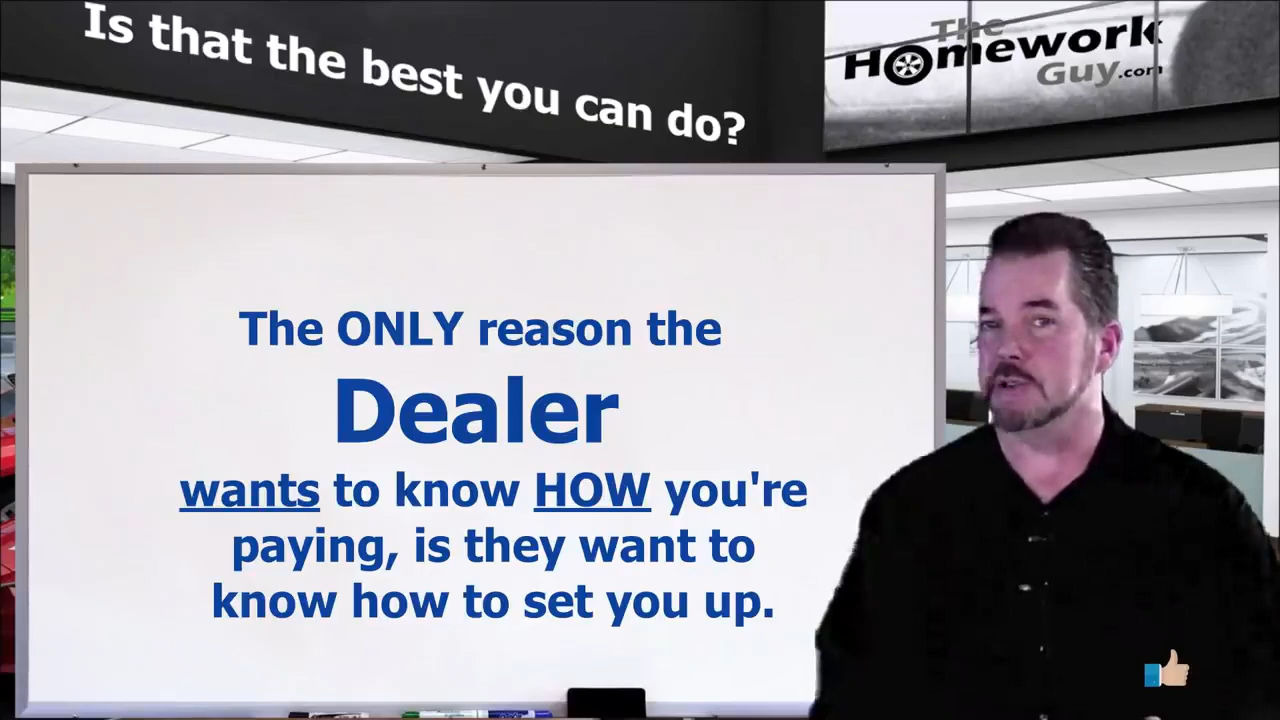 Is that the best you can do?
The
Homework
Guy.com
The ONLY reason the
Dealer
wants to know HOW you're
paying, is they want to
know how to set you up.